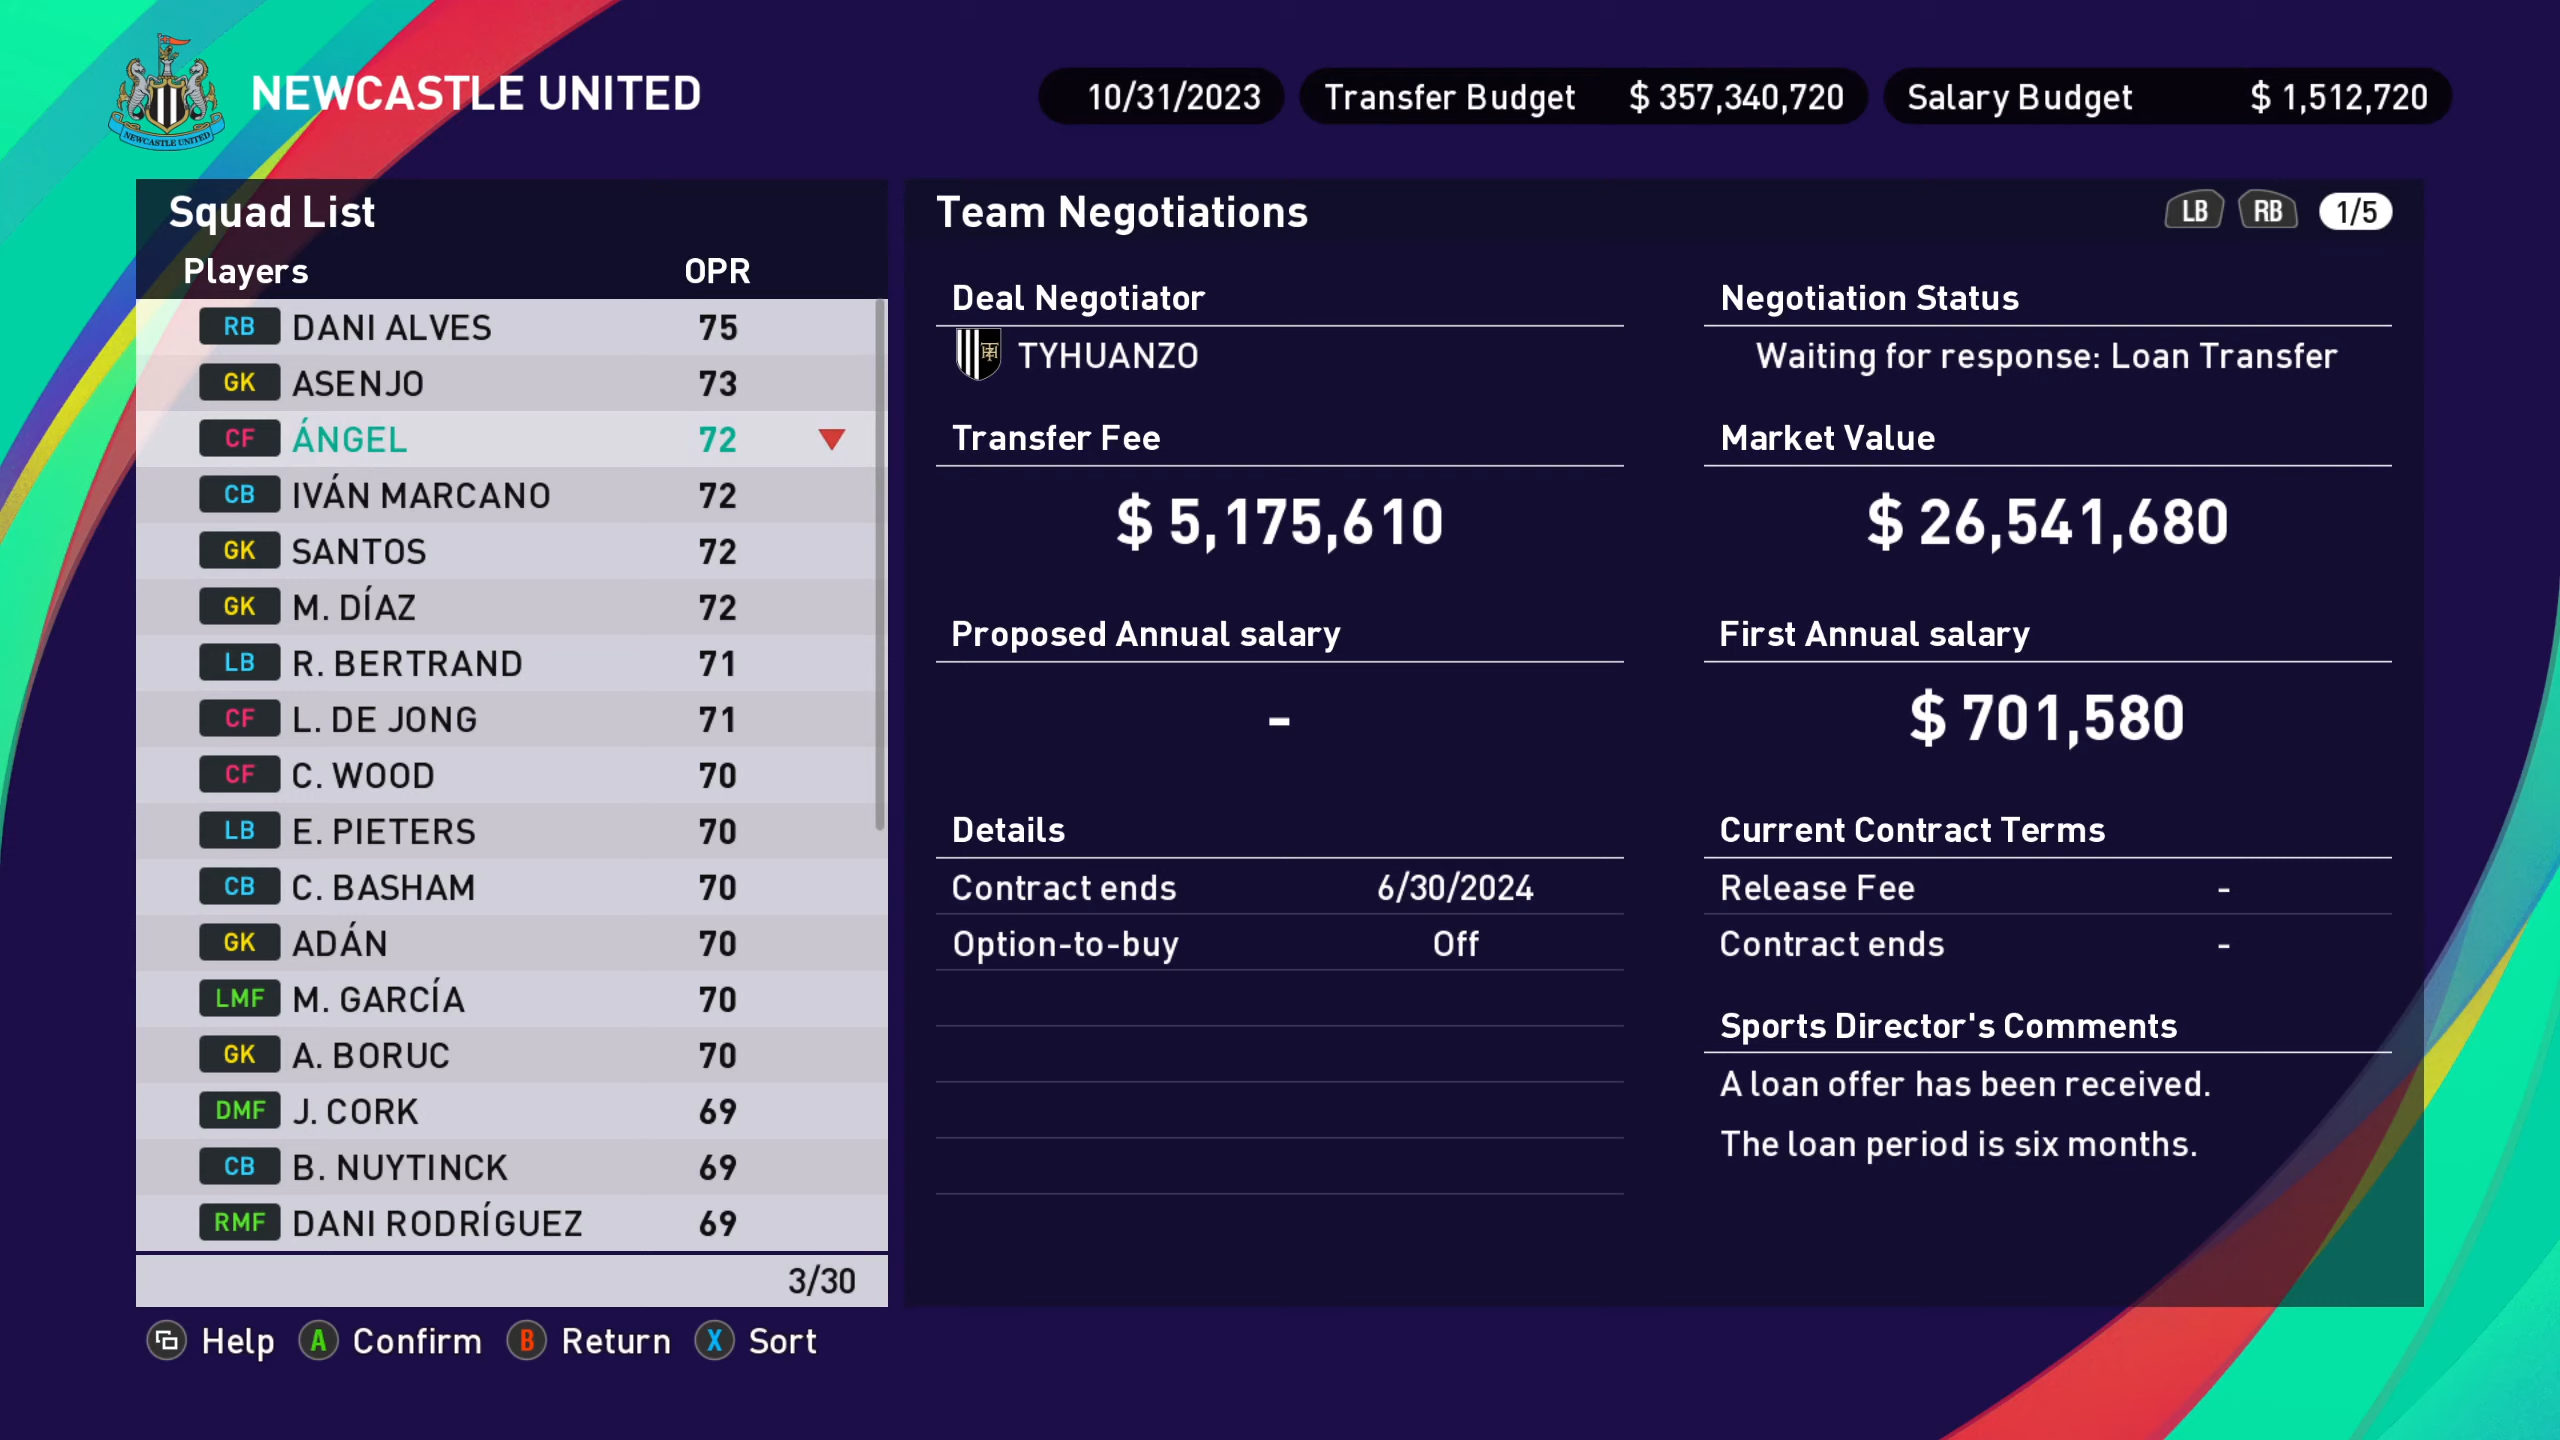 NEWCASTLE UNITED
NEWCASTLE UNITED
10/31/2023
Transfer Budget $ 357,340,720
Salary Budget $ 1,512,720
Squad List
Players OPR
RB DANI ALVES 75
GK ASENJO 73
CF ÁNGEL 72
CB IVÁN MARCANO 72
GK SANTOS 72
GK M. DÍAZ 72
LB R. BERTRAND 71
CF L. DE JONG 71
CF C. WOOD 70
LB E. PIETERS 70
CB C. BASHAM 70
GK ADÁN 70
LMF M. GARCÍA 70
GK A. BORUC 70
DMF J. CORK 69
CB B. NUYTINCK 69
RMF DANI RODRÍGUEZ 69
3/30
Team Negotiations
LB RB 1/5
Deal Negotiator
TYHUANZO
Negotiation Status
Waiting for response: Loan Transfer
Transfer Fee
$ 5,175,610
Market Value
$ 26,541,680
Proposed Annual salary
-
First Annual salary
$ 701,580
Details
Contract ends 6/30/2024
Option-to-buy Off
Current Contract Terms
Release Fee -
Contract ends -
Sports Director's Comments
A loan offer has been received.
The loan period is six months.
Help A Confirm B Return X Sort